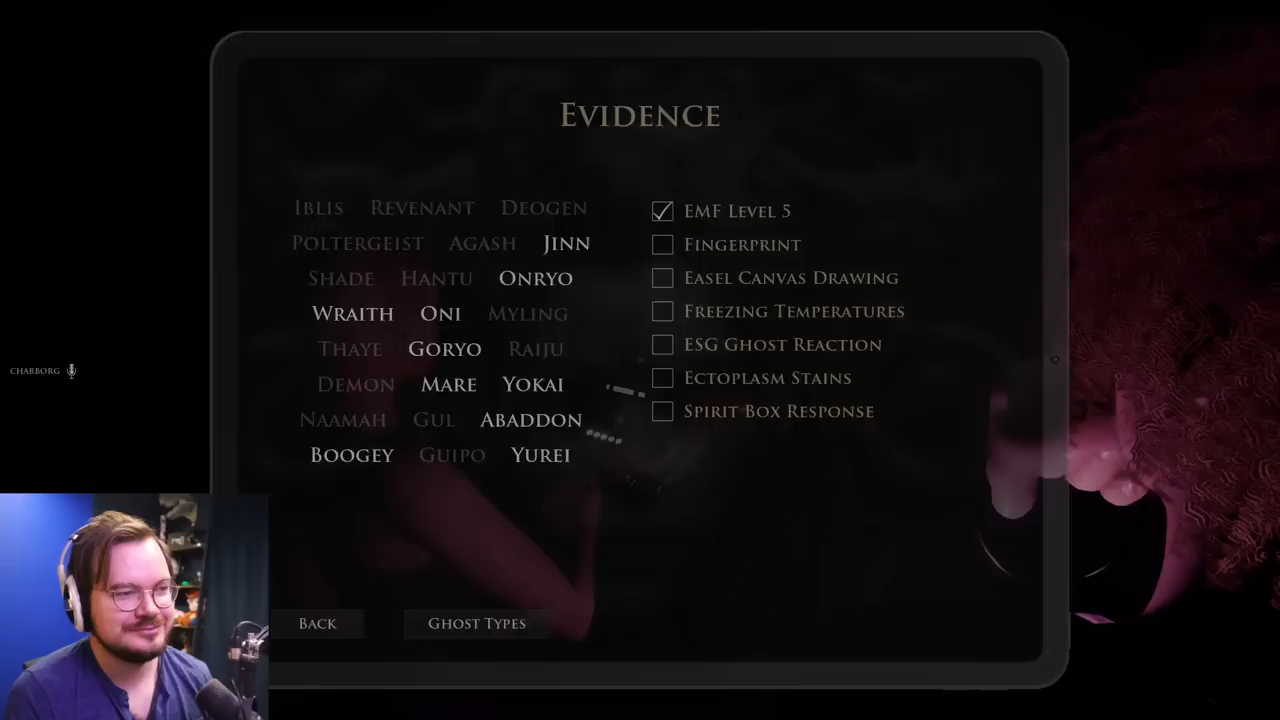 Evidence
Iblis Revenant Deogen
Poltergeist Agash Jinn
Shade Hantu Onryo
Wraith Oni Myling
Thaye Goryo Raiju
Demon Mare Yokai
Naamah Gul Abaddon
Boogey Guipo Yurei
EMF Level 5
Fingerprint
Easel Canvas Drawing
Freezing Temperatures
ESG Ghost Reaction
Ectoplasm Stains
Spirit Box Response
charborg
Back Ghost Types